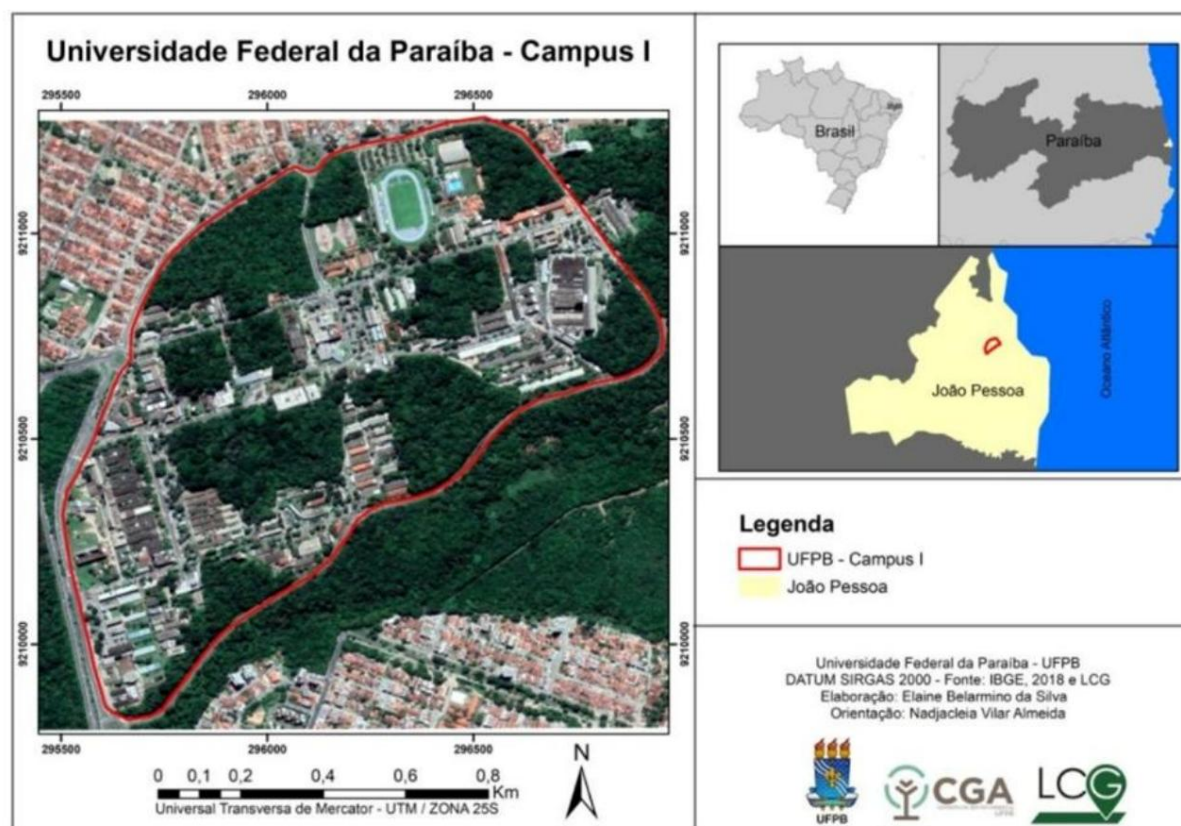 Universidade Federal da Paraíba - Campus I
295500 296000 296500
9211000
9210500
9210000
9211000
9210500
9210000
295500 296000 296500
0 0,1 0,2 0,4 0,6 0,8
Km
Universal Transversa de Mercator - UTM / ZONA 25S
N
Brasil
Paraíba
João Pessoa
Oceano Atlântico
Legenda
UFPB - Campus I
João Pessoa
Universidade Federal da Paraíba - UFPB
DATUM SIRGAS 2000 - Fonte: IBGE, 2018 e LCG
Elaboração: Elaine Belarmino da Silva
Orientação: Nadjacleia Vilar Almeida
UFPB
CGA
LCG